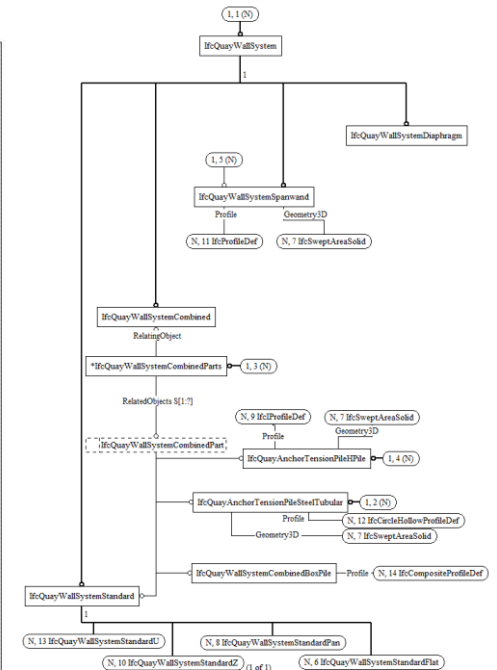 1, 1 (N)
IfcQuayWallSystem
1
IfcQuayWallSystemDiaphragm
1, 5 (N)
IfcQuayWallSystemSpanwand
Profile
Geometry3D
N, 11 IfcProfileDef
N, 7 IfcSweptAreaSolid
IfcQuayWallSystemCombined
RelatingObject
*IfcQuayWallSystemCombinedParts
1, 3 (N)
RelatedObjects S[1:?]
N, 9 IfcIProfileDef
N, 7 IfcSweptAreaSolid
Profile
Geometry3D
IfcQuayWallSystemCombinedPart
IfcQuayAnchorTensionPileHPile
1, 4 (N)
IfcQuayAnchorTensionPileSteelTubular
1, 2 (N)
Profile
N, 12 IfcCircleHollowProfileDef
Geometry3D
N, 7 IfcSweptAreaSolid
IfcQuayWallSystemCombinedBoxPile
Profile
N, 14 IfcCompositeProfileDef
IfcQuayWallSystemStandard
1
N, 13 IfcQuayWallSystemStandardU
N, 8 IfcQuayWallSystemStandardPan
N, 10 IfcQuayWallSystemStandardZ
(1 of 1)
N, 6 IfcQuayWallSystemStandardFlat